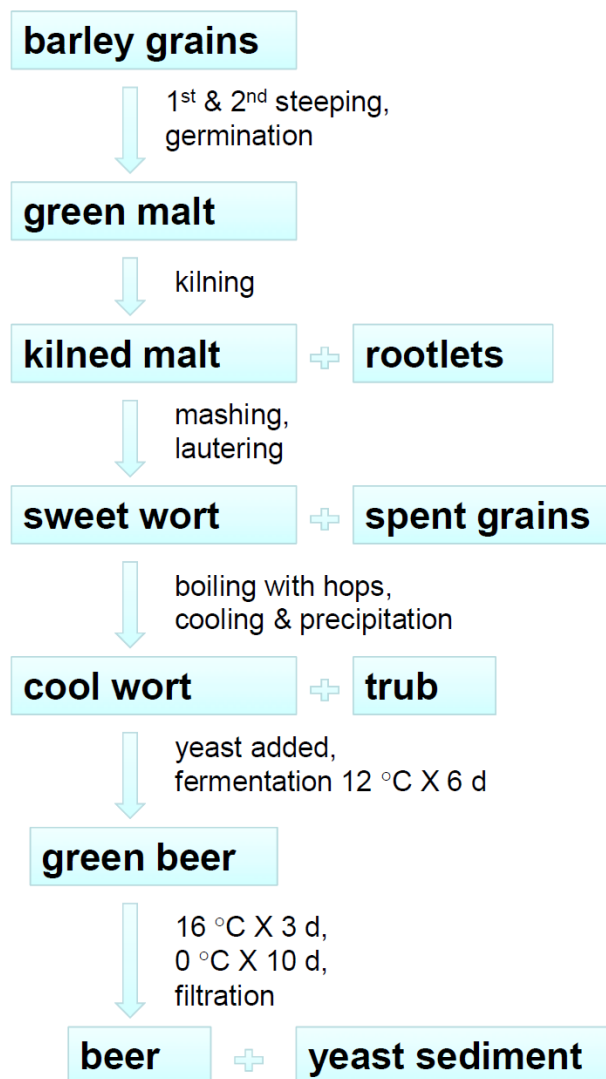 barley grains
1st & 2nd steeping,
germination
green malt
kilning
kilned malt + rootlets
mashing,
lautering
sweet wort + spent grains
boiling with hops,
cooling & precipitation
cool wort + trub
yeast added,
fermentation 12 °C X 6 d
green beer
16 °C X 3 d,
0 °C X 10 d,
filtration
beer + yeast sediment